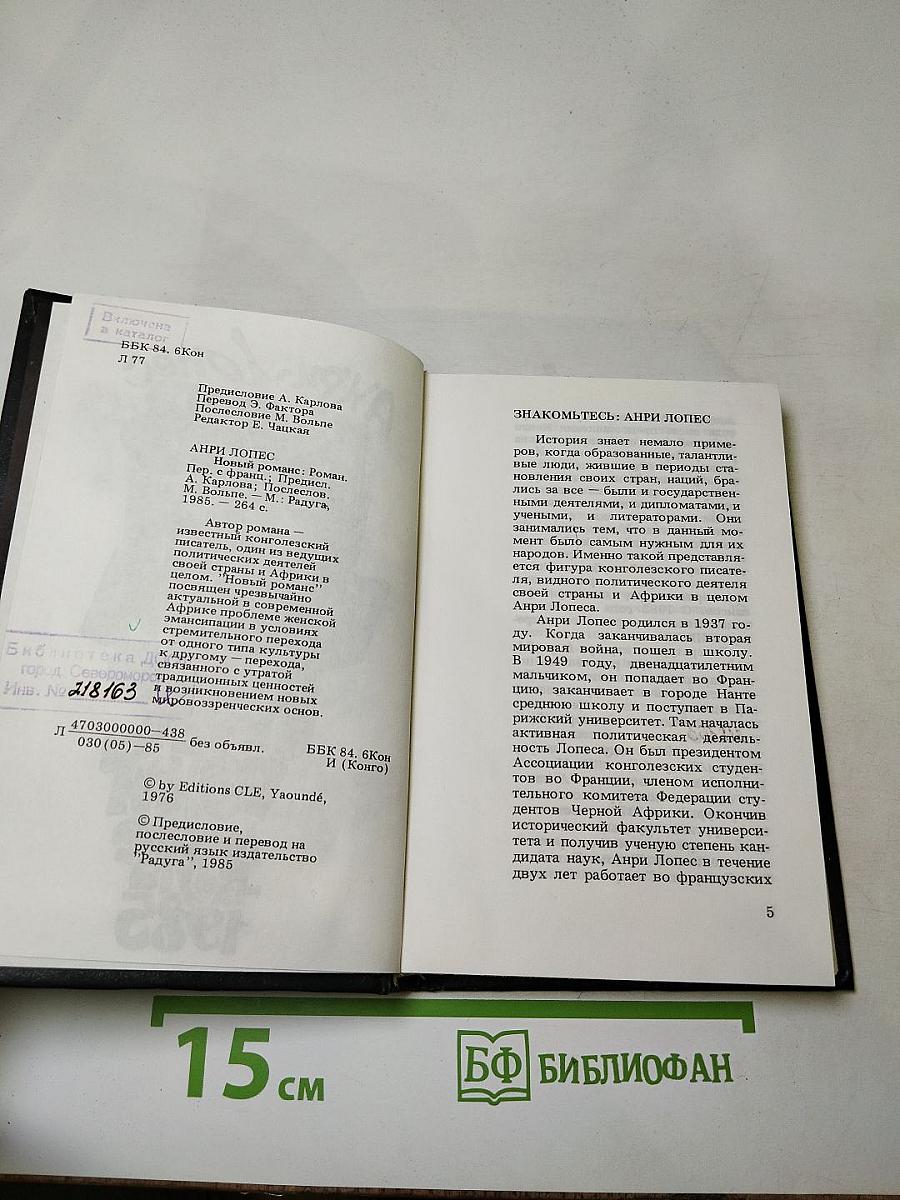 Включена
в каталог
ББК 84. 6Кон
Л 77
Предисловие А. Карлова
Перевод Э. Фактора
Послесловие М. Вольпе
Редактор Е. Чацкая
АНРИ ЛОПЕС
Новый романс: Роман.
Пер. с франц.; Предисл.
А. Карлова; Послеслов.
М. Вольпе. — М.: Радуга,
1985. — 264 с.
Автор романа —
известный конголезский
писатель, один из ведущих
политических деятелей
своей страны и Африки в
целом. "Новый романс"
посвящен чрезвычайно
актуальной в современной
Африке проблеме женской
эмансипации в условиях
стремительного перехода
от одного типа культуры
к другому — перехода,
связанного с утратой
традиционных ценностей
и возникновением новых
мировоззренческих основ.
Библиотека
город Североморск
Инв. № 218163
Л 4703000000—438
030 (05)—85 без объявл.
ББК 84. 6Кон
И (Конго)
© by Editions CLE, Yaoundé,
1976
© Предисловие,
послесловие и перевод на
русский язык издательство
"Радуга", 1985
ЗНАКОМЬТЕСЬ: АНРИ ЛОПЕС
История знает немало приме-
ров, когда образованные, талантли-
вые люди, жившие в периоды ста-
новления своих стран, наций, бра-
лись за все — были и государствен-
ными деятелями, и дипломатами, и
учеными, и литераторами. Они
занимались тем, что в данный мо-
мент было самым нужным для их
народов. Именно такой представля-
ется фигура конголезского писате-
ля, видного политического деятеля
своей страны и Африки в целом
Анри Лопеса.
Анри Лопес родился в 1937 го-
ду. Когда заканчивалась вторая
мировая война, пошел в школу.
В 1949 году, двенадцатилетним
мальчиком, он попадает во Фран-
цию, заканчивает в городе Нанте
среднюю школу и поступает в Па-
рижский университет. Там началась
активная политическая деятель-
ность Лопеса. Он был президентом
Ассоциации конголезских студен-
тов во Франции, членом исполни-
тельного комитета Федерации сту-
дентов Черной Африки. Окончив
исторический факультет универси-
тета и получив ученую степень кан-
дидата наук, Анри Лопес в течение
двух лет работает во французских
5
15 см
БФ БИБЛИОФАН